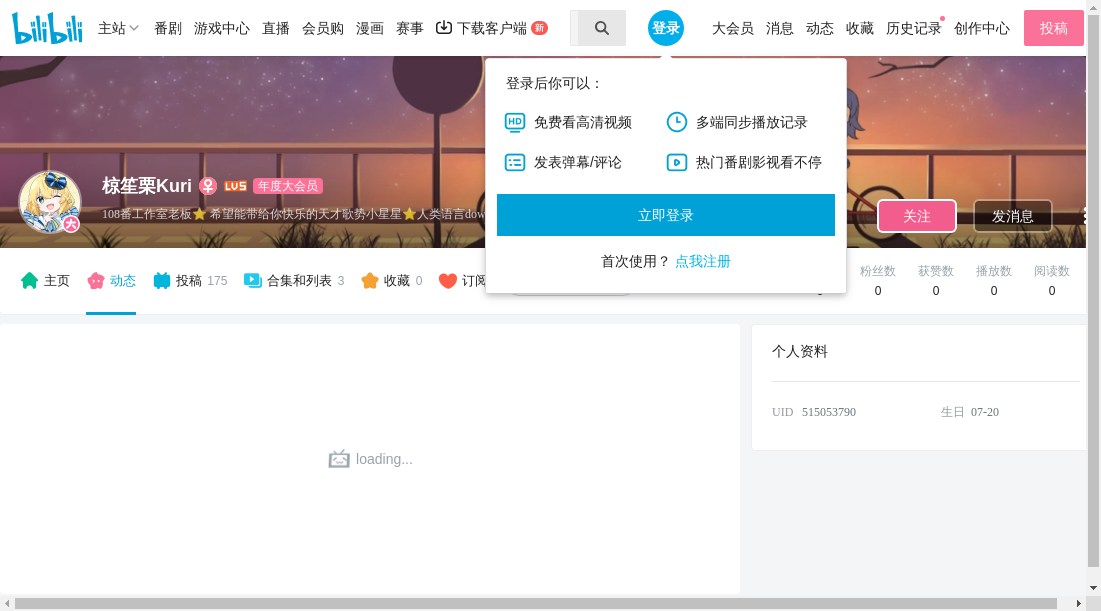 bilibili 主站 番剧 游戏中心 直播 会员购 漫画 赛事 下载客户端 新 登录 大会员 消息 动态 收藏 历史记录 创作中心 投稿
登录后你可以：
HD 免费看高清视频 多端同步播放记录
发表弹幕/评论 热门番剧影视看不停
立即登录
首次使用？ 点我注册
椋笙栗Kuri LV5 年度大会员
大 108番工作室老板⭐ 希望能带给你快乐的天才歌势小星星⭐人类语言dow
关注 发消息
主页 动态 投稿 175 合集和列表 3 收藏 0 订阅
粉丝数 获赞数 播放数 阅读数
0 0 0 0
loading...
个人资料
UID 515053790 生日 07-20